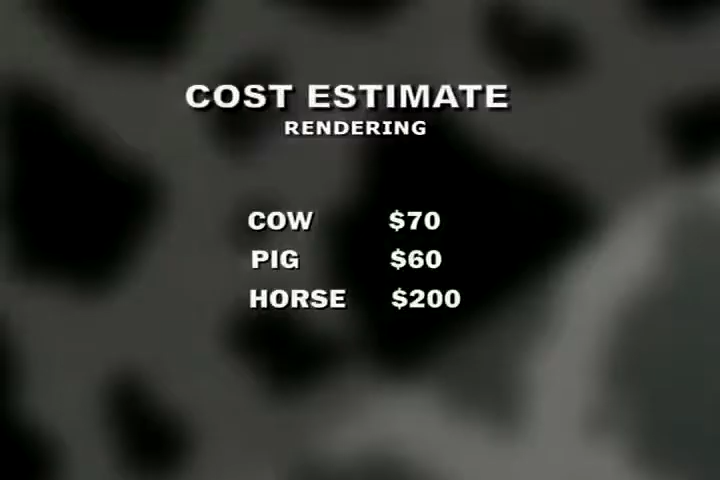 COST ESTIMATE
RENDERING
COW $70
PIG $60
HORSE $200